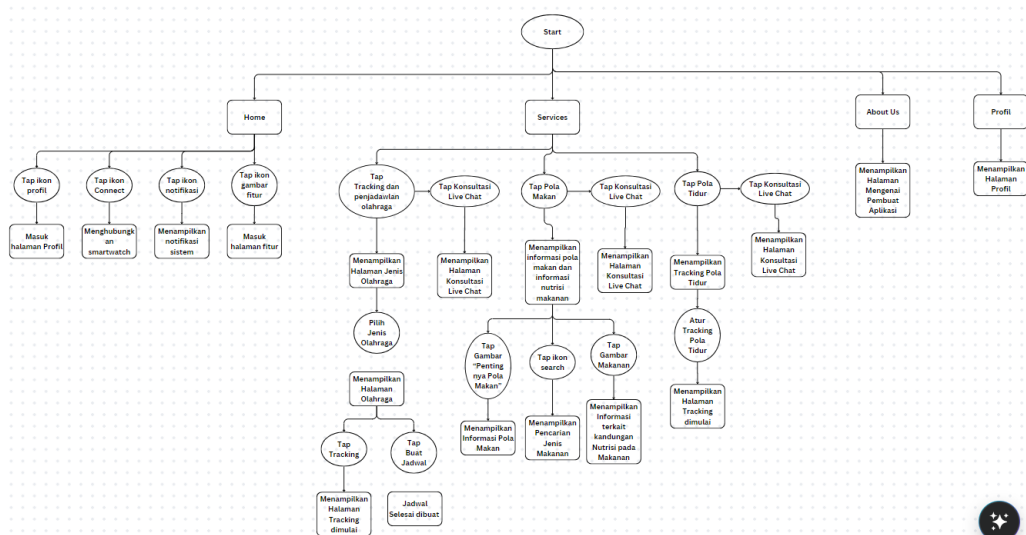 Start
Home
Services
About Us
Profil
Tap ikon
profil
Tap ikon
Connect
Tap ikon
notifikasi
Tap ikon
gambar
fitur
Masuk
halaman Profil
Menghubungk
an
smartwatch
Menampilkan
notifikasi
sistem
Masuk
halaman fitur
Tap
Tracking dan
penjadawlan
olahraga
Tap Konsultasi
Live Chat
Tap Pola
Makan
Tap Konsultasi
Live Chat
Tap Pola
Tidur
Tap Konsultasi
Live Chat
Menampilkan
Halaman
Mengenai
Pembuat
Aplikasi
Menampilkan
Halaman
Profil
Menampilkan
Halaman Jenis
Olahraga
Menampilkan
Halaman
Konsultasi
Live Chat
Menampilkan
informasi pola
makan dan
informasi
nutrisi
makanan
Menampilkan
Halaman
Konsultasi
Live Chat
Menampilkan
Tracking Pola
Tidur
Menampilkan
Halaman
Konsultasi
Live Chat
Pilih
Jenis
Olahraga
Tap
Gambar
"Penting
nya Pola
Makan"
Tap ikon
search
Tap
Gambar
Makanan
Atur
Tracking
Pola
Tidur
Menampilkan
Halaman
Olahraga
Menampilkan
Informasi Pola
Makan
Menampilkan
Pencarian
Jenis
Makanan
Menampilkan
Informasi
terkait
kandungan
Nutrisi pada
Makanan
Menampilkan
Halaman
Tracking
dimulai
Tap
Tracking
Tap
Buat
Jadwal
Menampilkan
Halaman
Tracking
dimulai
Jadwal
Selesai dibuat